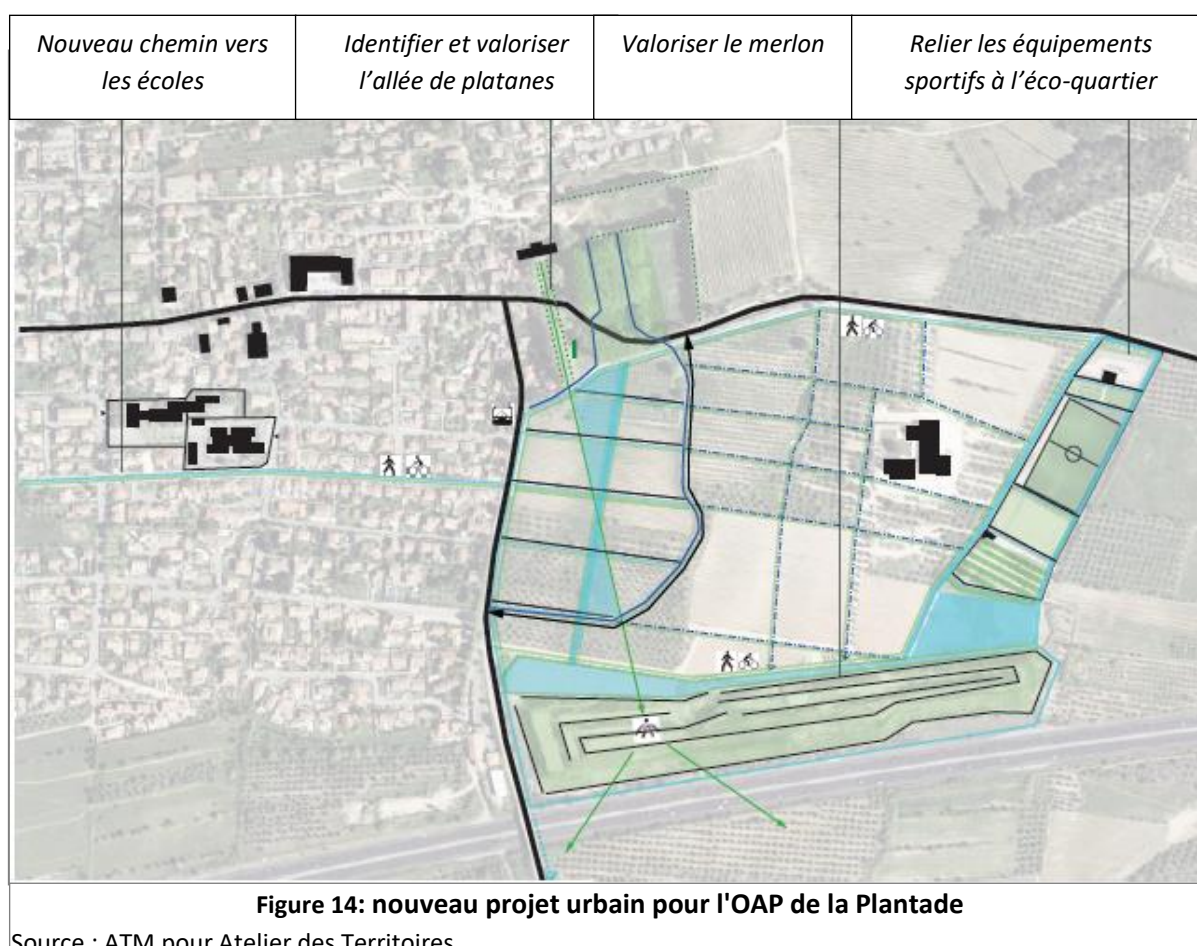 Nouveau chemin vers
les écoles
Identifier et valoriser
l’allée de platanes
Valoriser le merlon
Relier les équipements
sportifs à l’éco-quartier
Figure 14: nouveau projet urbain pour l'OAP de la Plantade
Source : ATM pour Atelier des Territoires